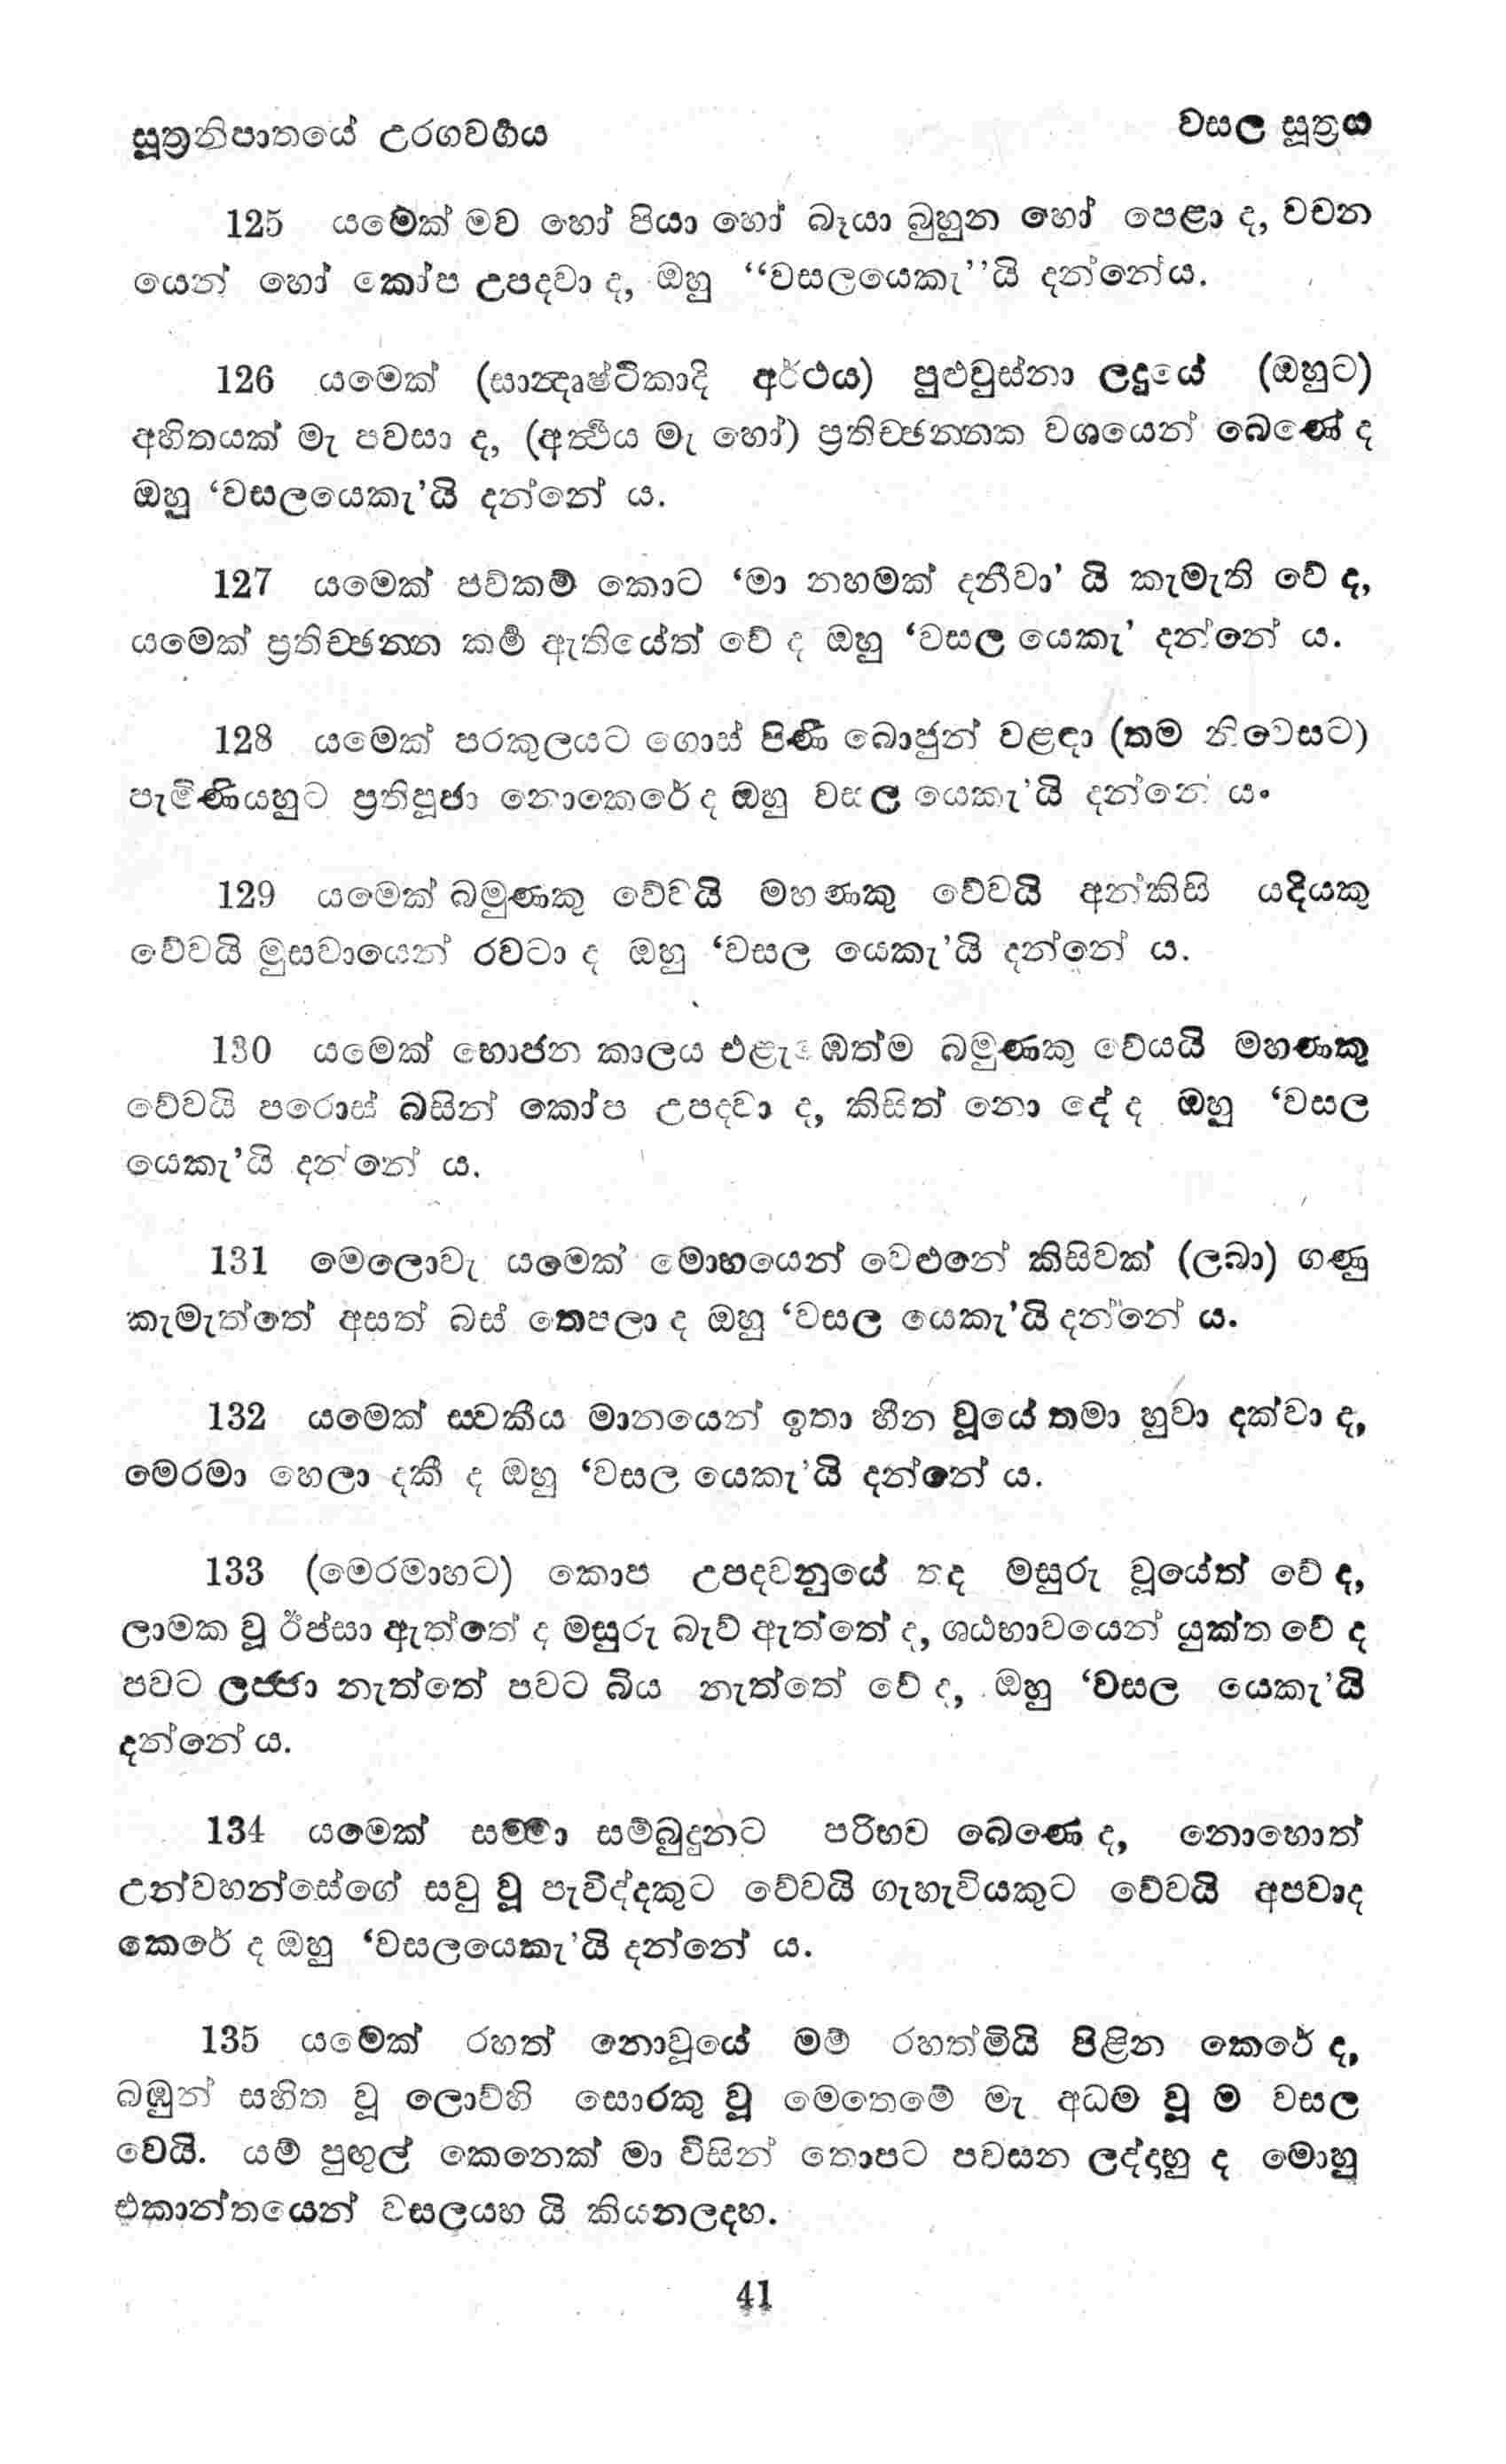 සූත්‍රනිපාතයේ උරගවර්‍ගය
වසල සූත්‍රය
125 යමෙක් මව හෝ පියා හෝ බෑයා බුහුන හෝ පෙළා ද, වචන
යෙන් හෝ කෝප උපදවා ද, ඔහු “වසලයෙකැ”යි දන්නේය.
126 යමෙක් (සාන්‍දෘෂ්ටිකාදි අර්ථය) පුළුවුස්නා ලදුයේ (ඔහුට)
අහිතයක් මැ පවසා ද, (අර්‍ත්‍ථය මැ හෝ) ප්‍රතිච්ඡන්නක වශයෙන් බෙණේ ද
ඔහු ‘වසලයෙකැ’යි දන්නේ ය.
127 යමෙක් පව්කම් කොට ‘මා නහමක් දනීවා’ යි කැමැති වේ ද,
යමෙක් ප්‍රතිච්ඡන්න කර්‍ම ඇතියේත් වේ ද ඔහු ‘වසල යෙකැ’ දන්නේ ය.
128 යමෙක් පරකුලයට ගොස් පිණී බොජුන් වළඳා (තම නිවෙසට)
පැමිණියහුට ප්‍රතිපූජා නොකෙරේ ද ඔහු වසල යෙකැ’යි දන්නෙ ය.
129 යමෙක් බමුණකු වේවයි මහණකු වේවයි අන්කිසි යදියකු
වේවයි මුසවායෙන් රවටා ද ඔහු ‘වසල යෙකැ’යි දන්නේ ය.
130 යමෙක් භොජන කාලය එළැඹත්ම බමුණකු වේයයි මහණකු
වේවයි පරොස් බසින් කෝප උපදවා ද, කිසිත් නො දේ ද ඔහු ‘වසල
යෙකැ’යි දන්නේ ය.
131 මෙලොවැ යමෙක් මොහයෙන් වෙළුනේ කිසිවක් (ලබා) ගණු
කැමැත්තේ අසත් බස් තෙපලා ද ඔහු ‘වසල යෙකැ’යි දන්නේ ය.
132 යමෙක් ස්වකීය මානයෙන් ඉතා හීන වූයේ තමා හුවා දක්වා ද,
මෙරමා හෙලා දකී ද ඔහු ‘වසල යෙකැ’යි දන්නේ ය.
133 (මෙරමාහට) කොප උපදවනුයේ තද මසුරු වූයේත් වේ ද,
ලාමක වූ ඊප්සා ඇත්තේ ද මසුරු බැව් ඇත්තේ ද, ශඨභාවයෙන් යුක්ත වේ ද
පවට ලජ්ජා නැත්තේ පවට බිය නැත්තේ වේ ද, ඔහු ‘වසල යෙකැ’යි
දන්නේ ය.
134 යමෙක් සම්මා සම්බුදුනට පරිභව බෙණෙ ද, නොහොත්
උන්වහන්සේගේ සවු වූ පැවිද්දකුට වේවයි ගැහැවියකුට වේවයි අපවාද
කෙරේ ද ඔහු ‘වසලයෙකැ’යි දන්නේ ය.
135 යමෙක් රහත් නොවූයේ මම් රහත්මියි පිළින කෙරේ ද,
බඹුන් සහිත වූ ලොව්හි සොරකු වූ මෙතෙමේ මැ අධම වූ ම වසල
වෙයි. යම් පුඟුල් කෙනෙක් මා විසින් තොපට පවසන ලද්දාහු ද මොහු
එකාන්තයෙන් වසලයහ යි කියනලදහ.
41